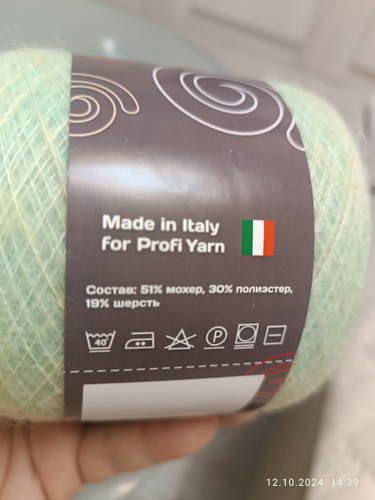 Made in Italy
for Profi Yarn
Состав: 51% мохер, 30% полиэстер,
19% шерсть
40
P
12.10.2024 14:39